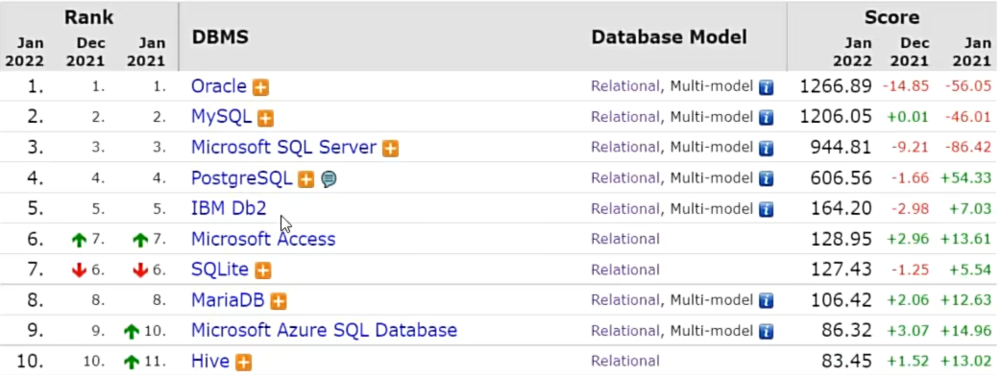 Rank DBMS Database Model Score
Jan 2022 Dec 2021 Jan 2021 Jan 2022 Dec 2021 Jan 2021
1. 1. 1. Oracle Relational, Multi-model 1266.89 -14.85 -56.05
2. 2. 2. MySQL Relational, Multi-model 1206.05 +0.01 -46.01
3. 3. 3. Microsoft SQL Server Relational, Multi-model 944.81 -9.21 -86.42
4. 4. 4. PostgreSQL Relational, Multi-model 606.56 -1.66 +54.33
5. 5. 5. IBM Db2 Relational, Multi-model 164.20 -2.98 +7.03
6. 7. 7. Microsoft Access Relational 128.95 +2.96 +13.61
7. 6. 6. SQLite Relational 127.43 -1.25 +5.54
8. 8. 8. MariaDB Relational, Multi-model 106.42 +2.06 +12.63
9. 9. 10. Microsoft Azure SQL Database Relational, Multi-model 86.32 +3.07 +14.96
10. 10. 11. Hive Relational 83.45 +1.52 +13.02